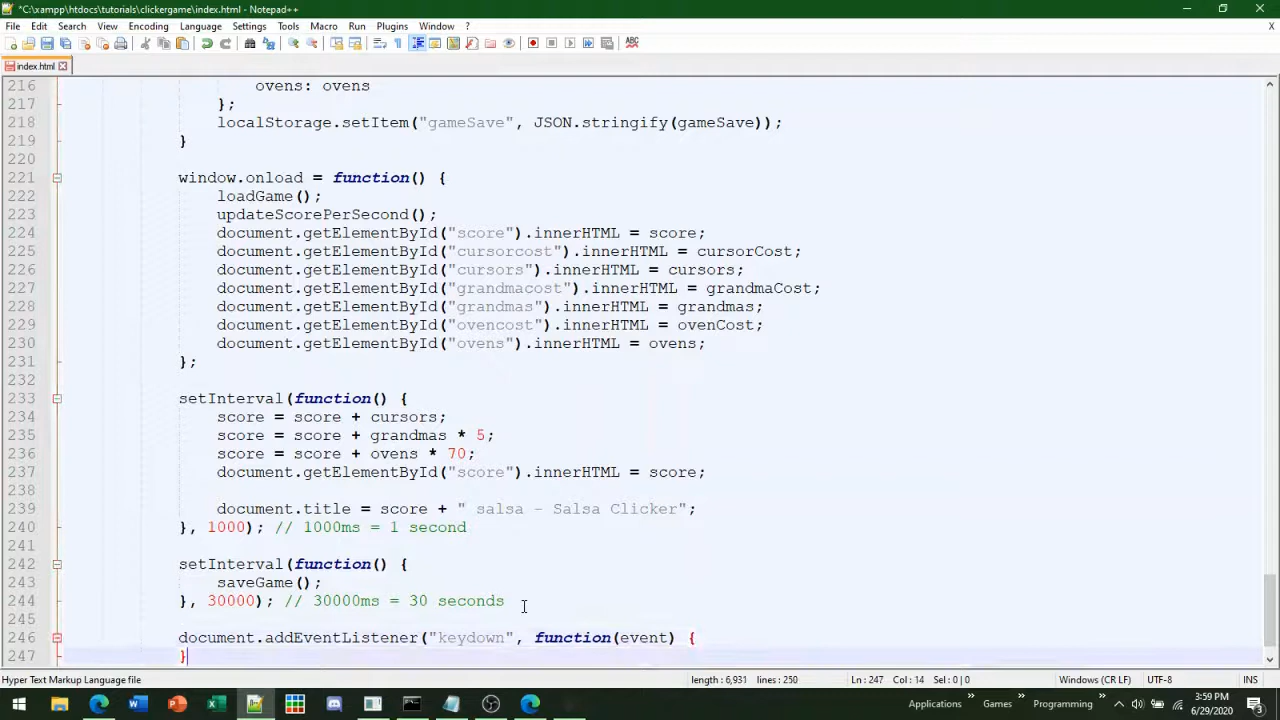 *C:\xampp\htdocs\tutorials\clickergame\index.html - Notepad++
File Edit Search View Encoding Language Settings Tools Macro Run Plugins Window ? X
ABC
index.html
216 ovens: ovens
217 };
218 localStorage.setItem("gameSave", JSON.stringify(gameSave));
219 }
220
221 window.onload = function() {
222 loadGame();
223 updateScorePerSecond();
224 document.getElementById("score").innerHTML = score;
225 document.getElementById("cursorcost").innerHTML = cursorCost;
226 document.getElementById("cursors").innerHTML = cursors;
227 document.getElementById("grandmacost").innerHTML = grandmaCost;
228 document.getElementById("grandmas").innerHTML = grandmas;
229 document.getElementById("ovencost").innerHTML = ovenCost;
230 document.getElementById("ovens").innerHTML = ovens;
231 };
232
233 setInterval(function() {
234 score = score + cursors;
235 score = score + grandmas * 5;
236 score = score + ovens * 70;
237 document.getElementById("score").innerHTML = score;
238
239 document.title = score + " salsa - Salsa Clicker";
240 }, 1000); // 1000ms = 1 second
241
242 setInterval(function() {
243 saveGame();
244 }, 30000); // 30000ms = 30 seconds
245
246 document.addEventListener("keydown", function(event) {
247 }
Hyper Text Markup Language file length : 6,931 lines : 250 Ln : 247 Col : 14 Sel : 0 | 0 Windows (CR LF) UTF-8 INS
Applications » Games » Programming » 3:59 PM
6/29/2020 3